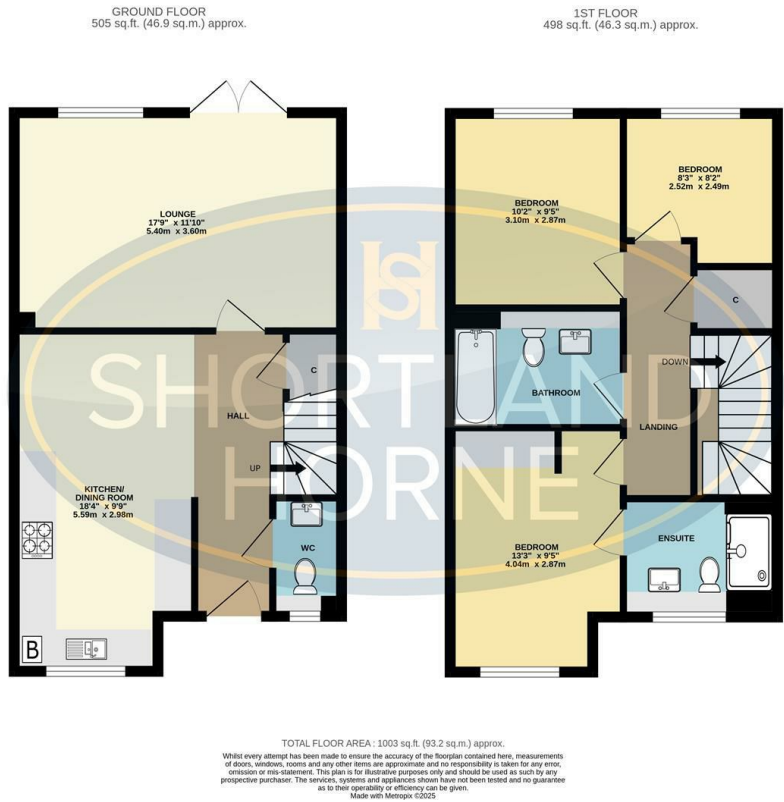 GROUND FLOOR
505 sq.ft. (46.9 sq.m.) approx.
1ST FLOOR
498 sq.ft. (46.3 sq.m.) approx.
LOUNGE
17'9" x 11'10"
5.40m x 3.60m
C
HALL
UP
KITCHEN/
DINING ROOM
18'4" x 9'9"
5.59m x 2.98m
WC
B
BEDROOM
10'2" x 9'5"
3.10m x 2.87m
BEDROOM
8'3" x 8'2"
2.52m x 2.49m
C
DOWN
BATHROOM
LANDING
BEDROOM
13'3" x 9'5"
4.04m x 2.87m
ENSUITE
SHORTLAND
HORNE
TOTAL FLOOR AREA : 1003 sq.ft. (93.2 sq.m.) approx.
Whilst every attempt has been made to ensure the accuracy of the floorplan contained here, measurements
of doors, windows, rooms and any other items are approximate and no responsibility is taken for any error,
omission or mis-statement. This plan is for illustrative purposes only and should be used as such by any
prospective purchaser. The services, systems and appliances shown have not been tested and no guarantee
as to their operability or efficiency can be given.
Made with Metropix ©2025